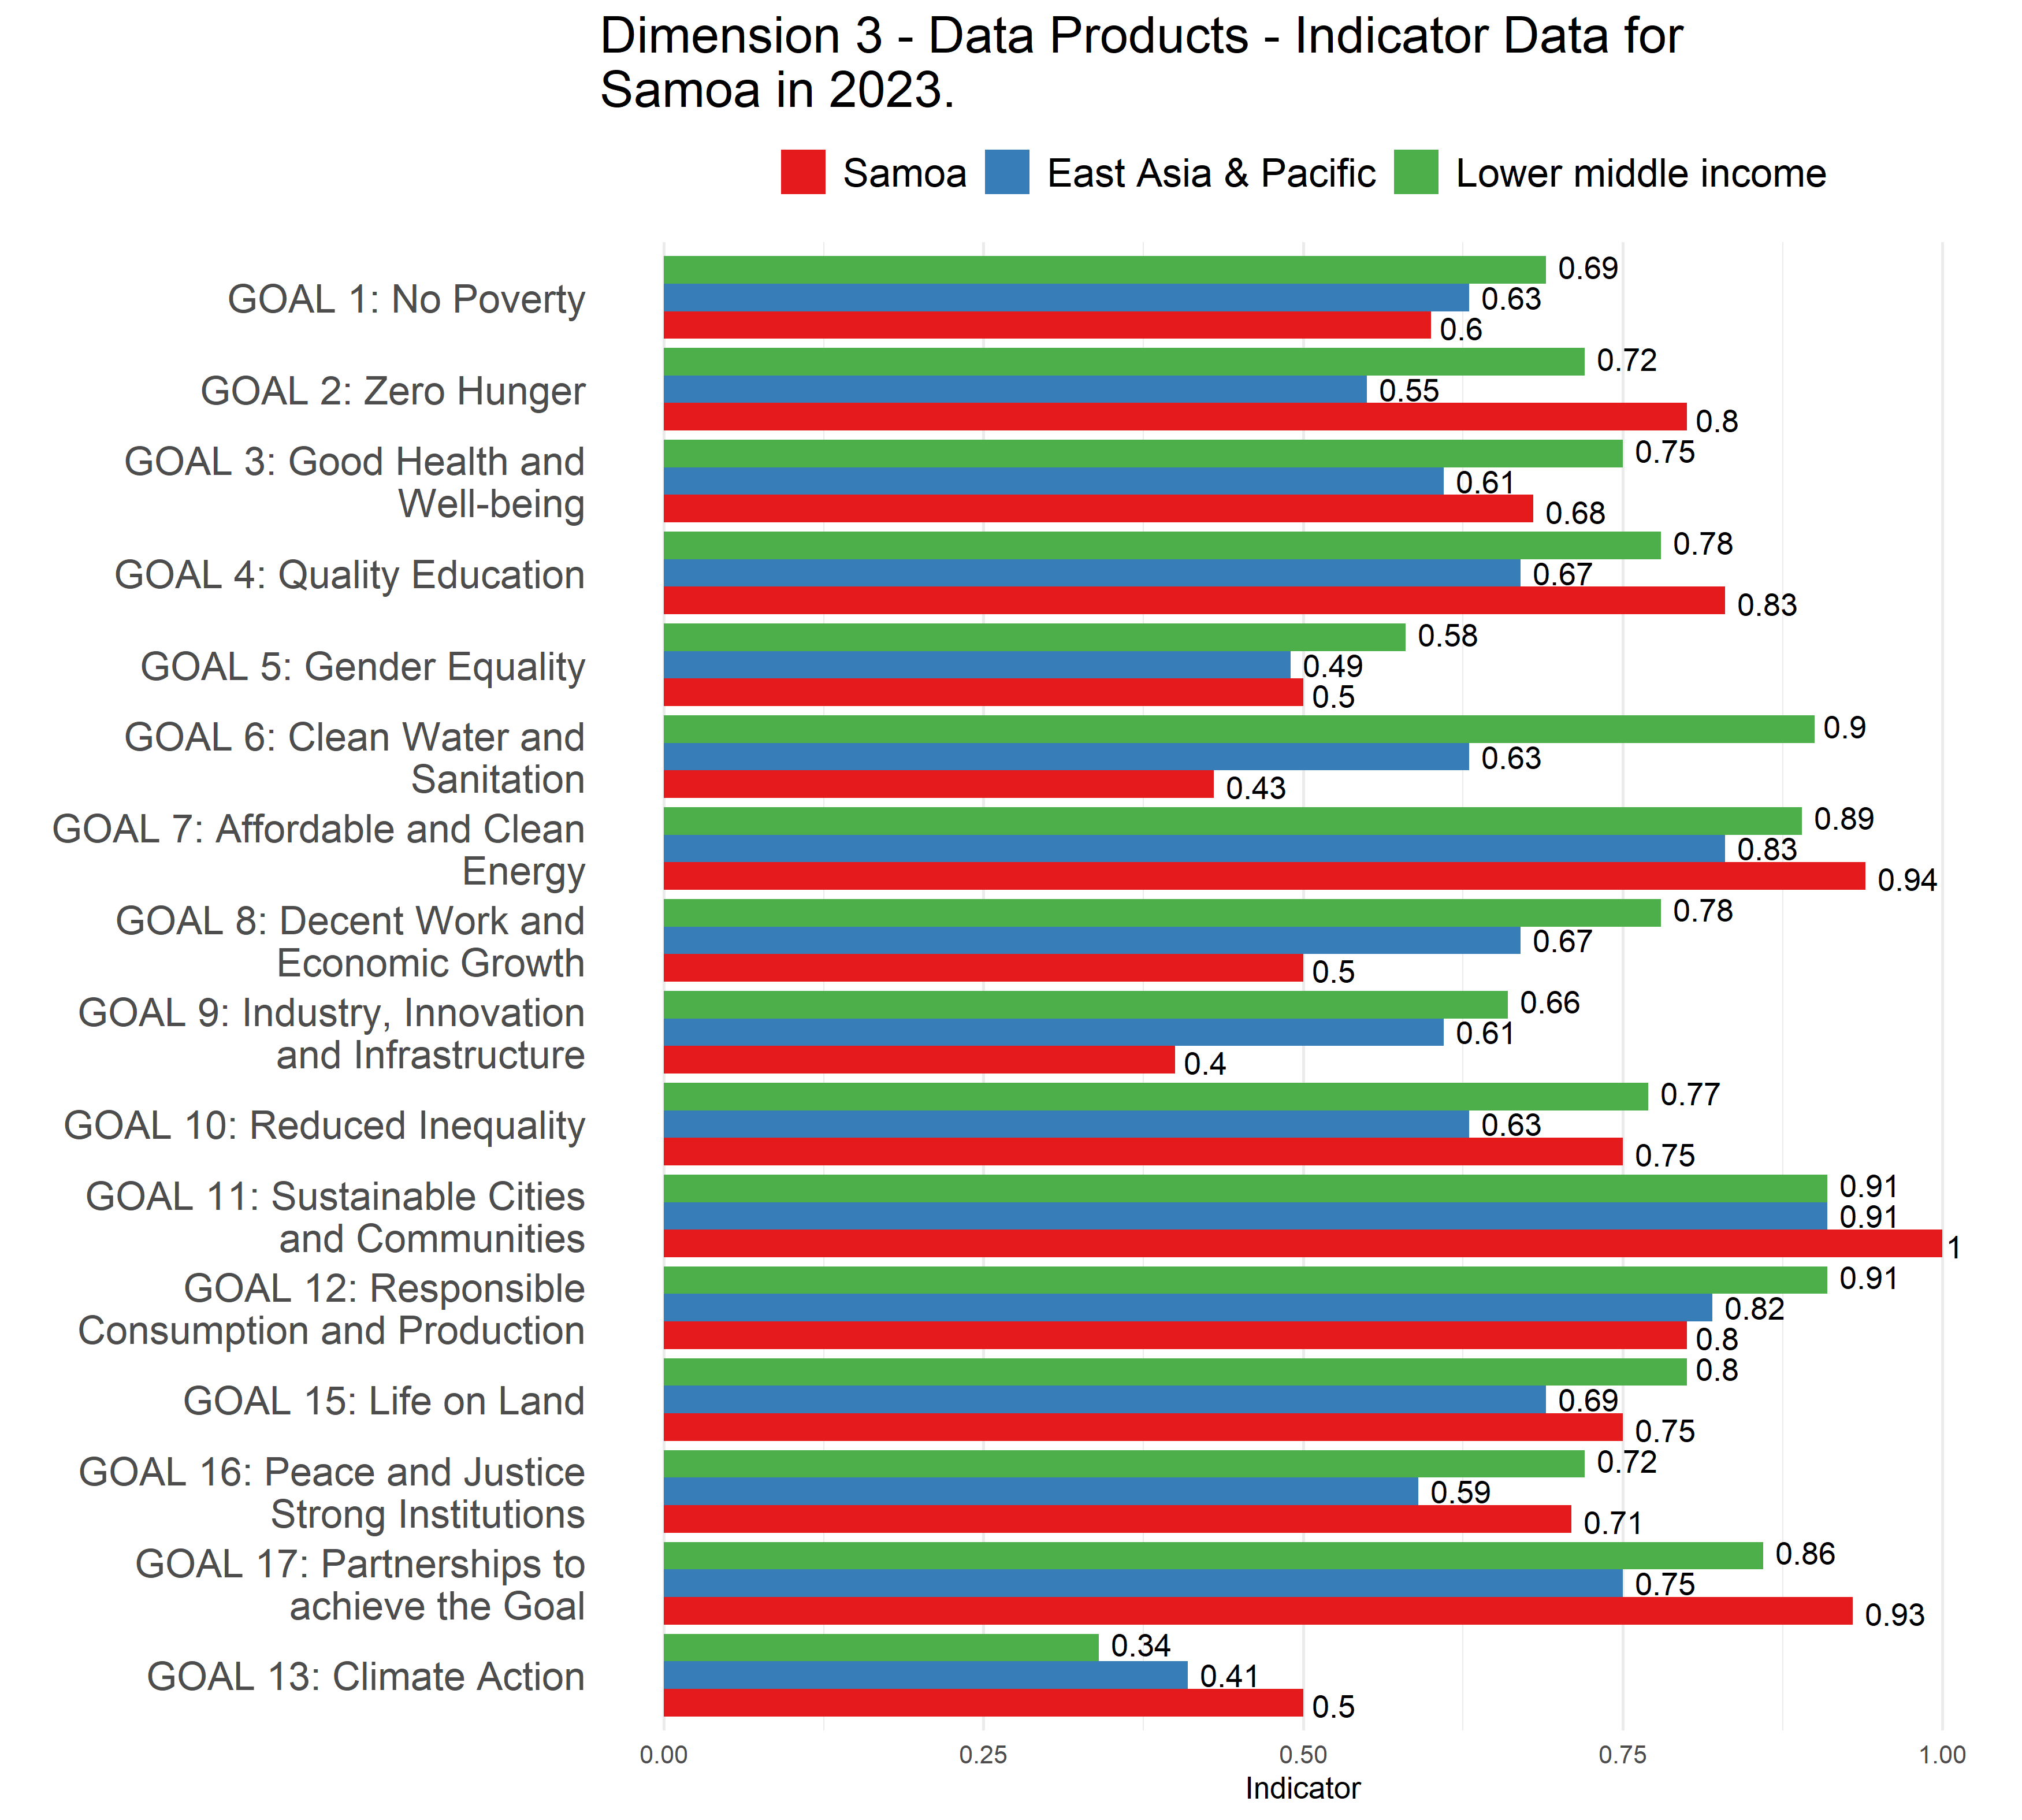 Dimension 3 - Data Products - Indicator Data for
Samoa in 2023.
Samoa East Asia & Pacific Lower middle income
GOAL 1: No Poverty
0.69
0.63
0.6
GOAL 2: Zero Hunger
0.72
0.55
0.8
GOAL 3: Good Health and
Well-being
0.75
0.61
0.68
GOAL 4: Quality Education
0.78
0.67
0.83
GOAL 5: Gender Equality
0.58
0.49
0.5
GOAL 6: Clean Water and
Sanitation
0.9
0.63
0.43
GOAL 7: Affordable and Clean
Energy
0.89
0.83
0.94
GOAL 8: Decent Work and
Economic Growth
0.78
0.67
0.5
GOAL 9: Industry, Innovation
and Infrastructure
0.66
0.61
0.4
GOAL 10: Reduced Inequality
0.77
0.63
0.75
GOAL 11: Sustainable Cities
and Communities
0.91
0.91
1
GOAL 12: Responsible
Consumption and Production
0.91
0.82
0.8
GOAL 15: Life on Land
0.8
0.69
0.75
GOAL 16: Peace and Justice
Strong Institutions
0.72
0.59
0.71
GOAL 17: Partnerships to
achieve the Goal
0.86
0.75
0.93
GOAL 13: Climate Action
0.34
0.41
0.5
0.00 0.25 0.50 0.75 1.00
Indicator